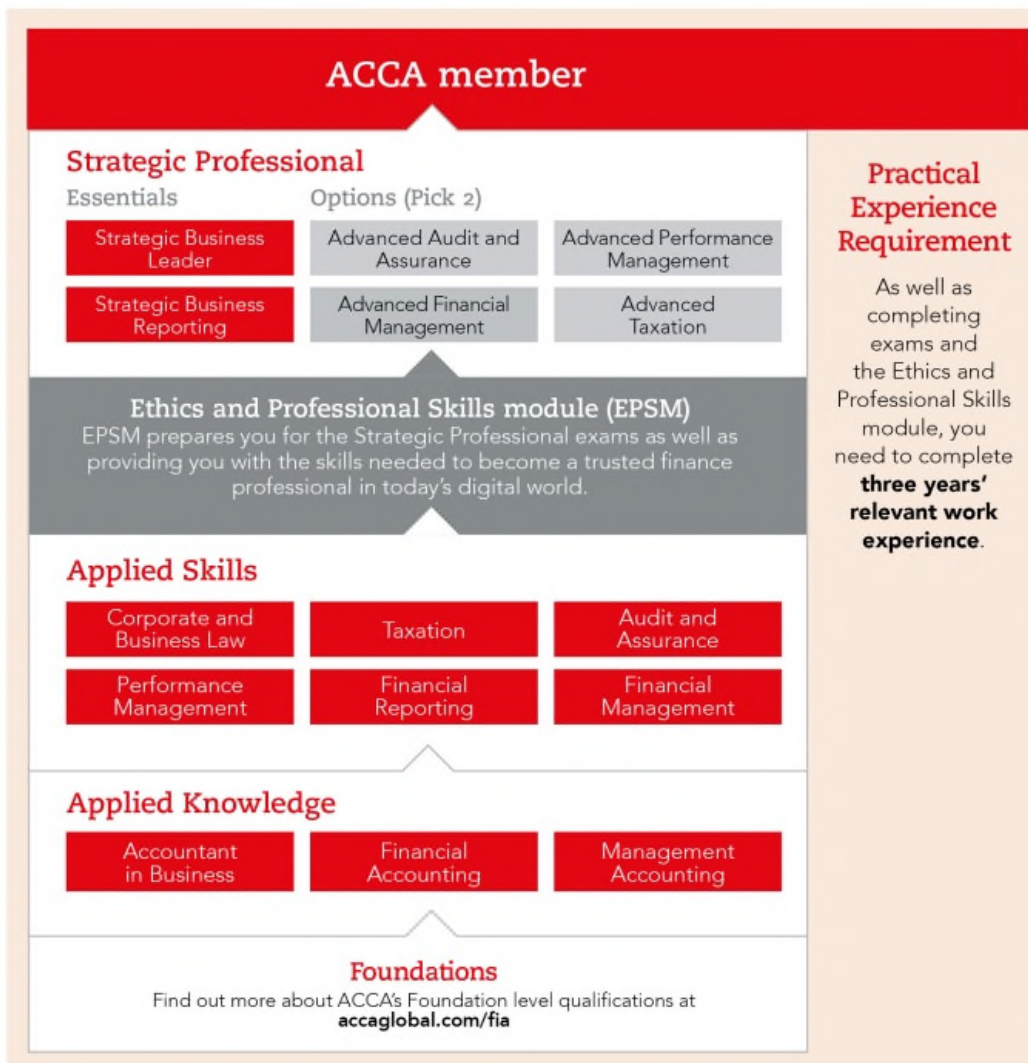 ACCA member
Strategic Professional
Essentials
Options (Pick 2)
Strategic Business
Leader
Advanced Audit and
Assurance
Advanced Performance
Management
Strategic Business
Reporting
Advanced Financial
Management
Advanced
Taxation
Ethics and Professional Skills module (EPSM)
EPSM prepares you for the Strategic Professional exams as well as
providing you with the skills needed to become a trusted finance
professional in today's digital world.
Applied Skills
Corporate and
Business Law
Taxation
Audit and
Assurance
Performance
Management
Financial
Reporting
Financial
Management
Applied Knowledge
Accountant
in Business
Financial
Accounting
Management
Accounting
Foundations
Find out more about ACCA's Foundation level qualifications at
accaglobal.com/fia
Practical
Experience
Requirement
As well as
completing
exams and
the Ethics and
Professional Skills
module, you
need to complete
three years'
relevant work
experience.